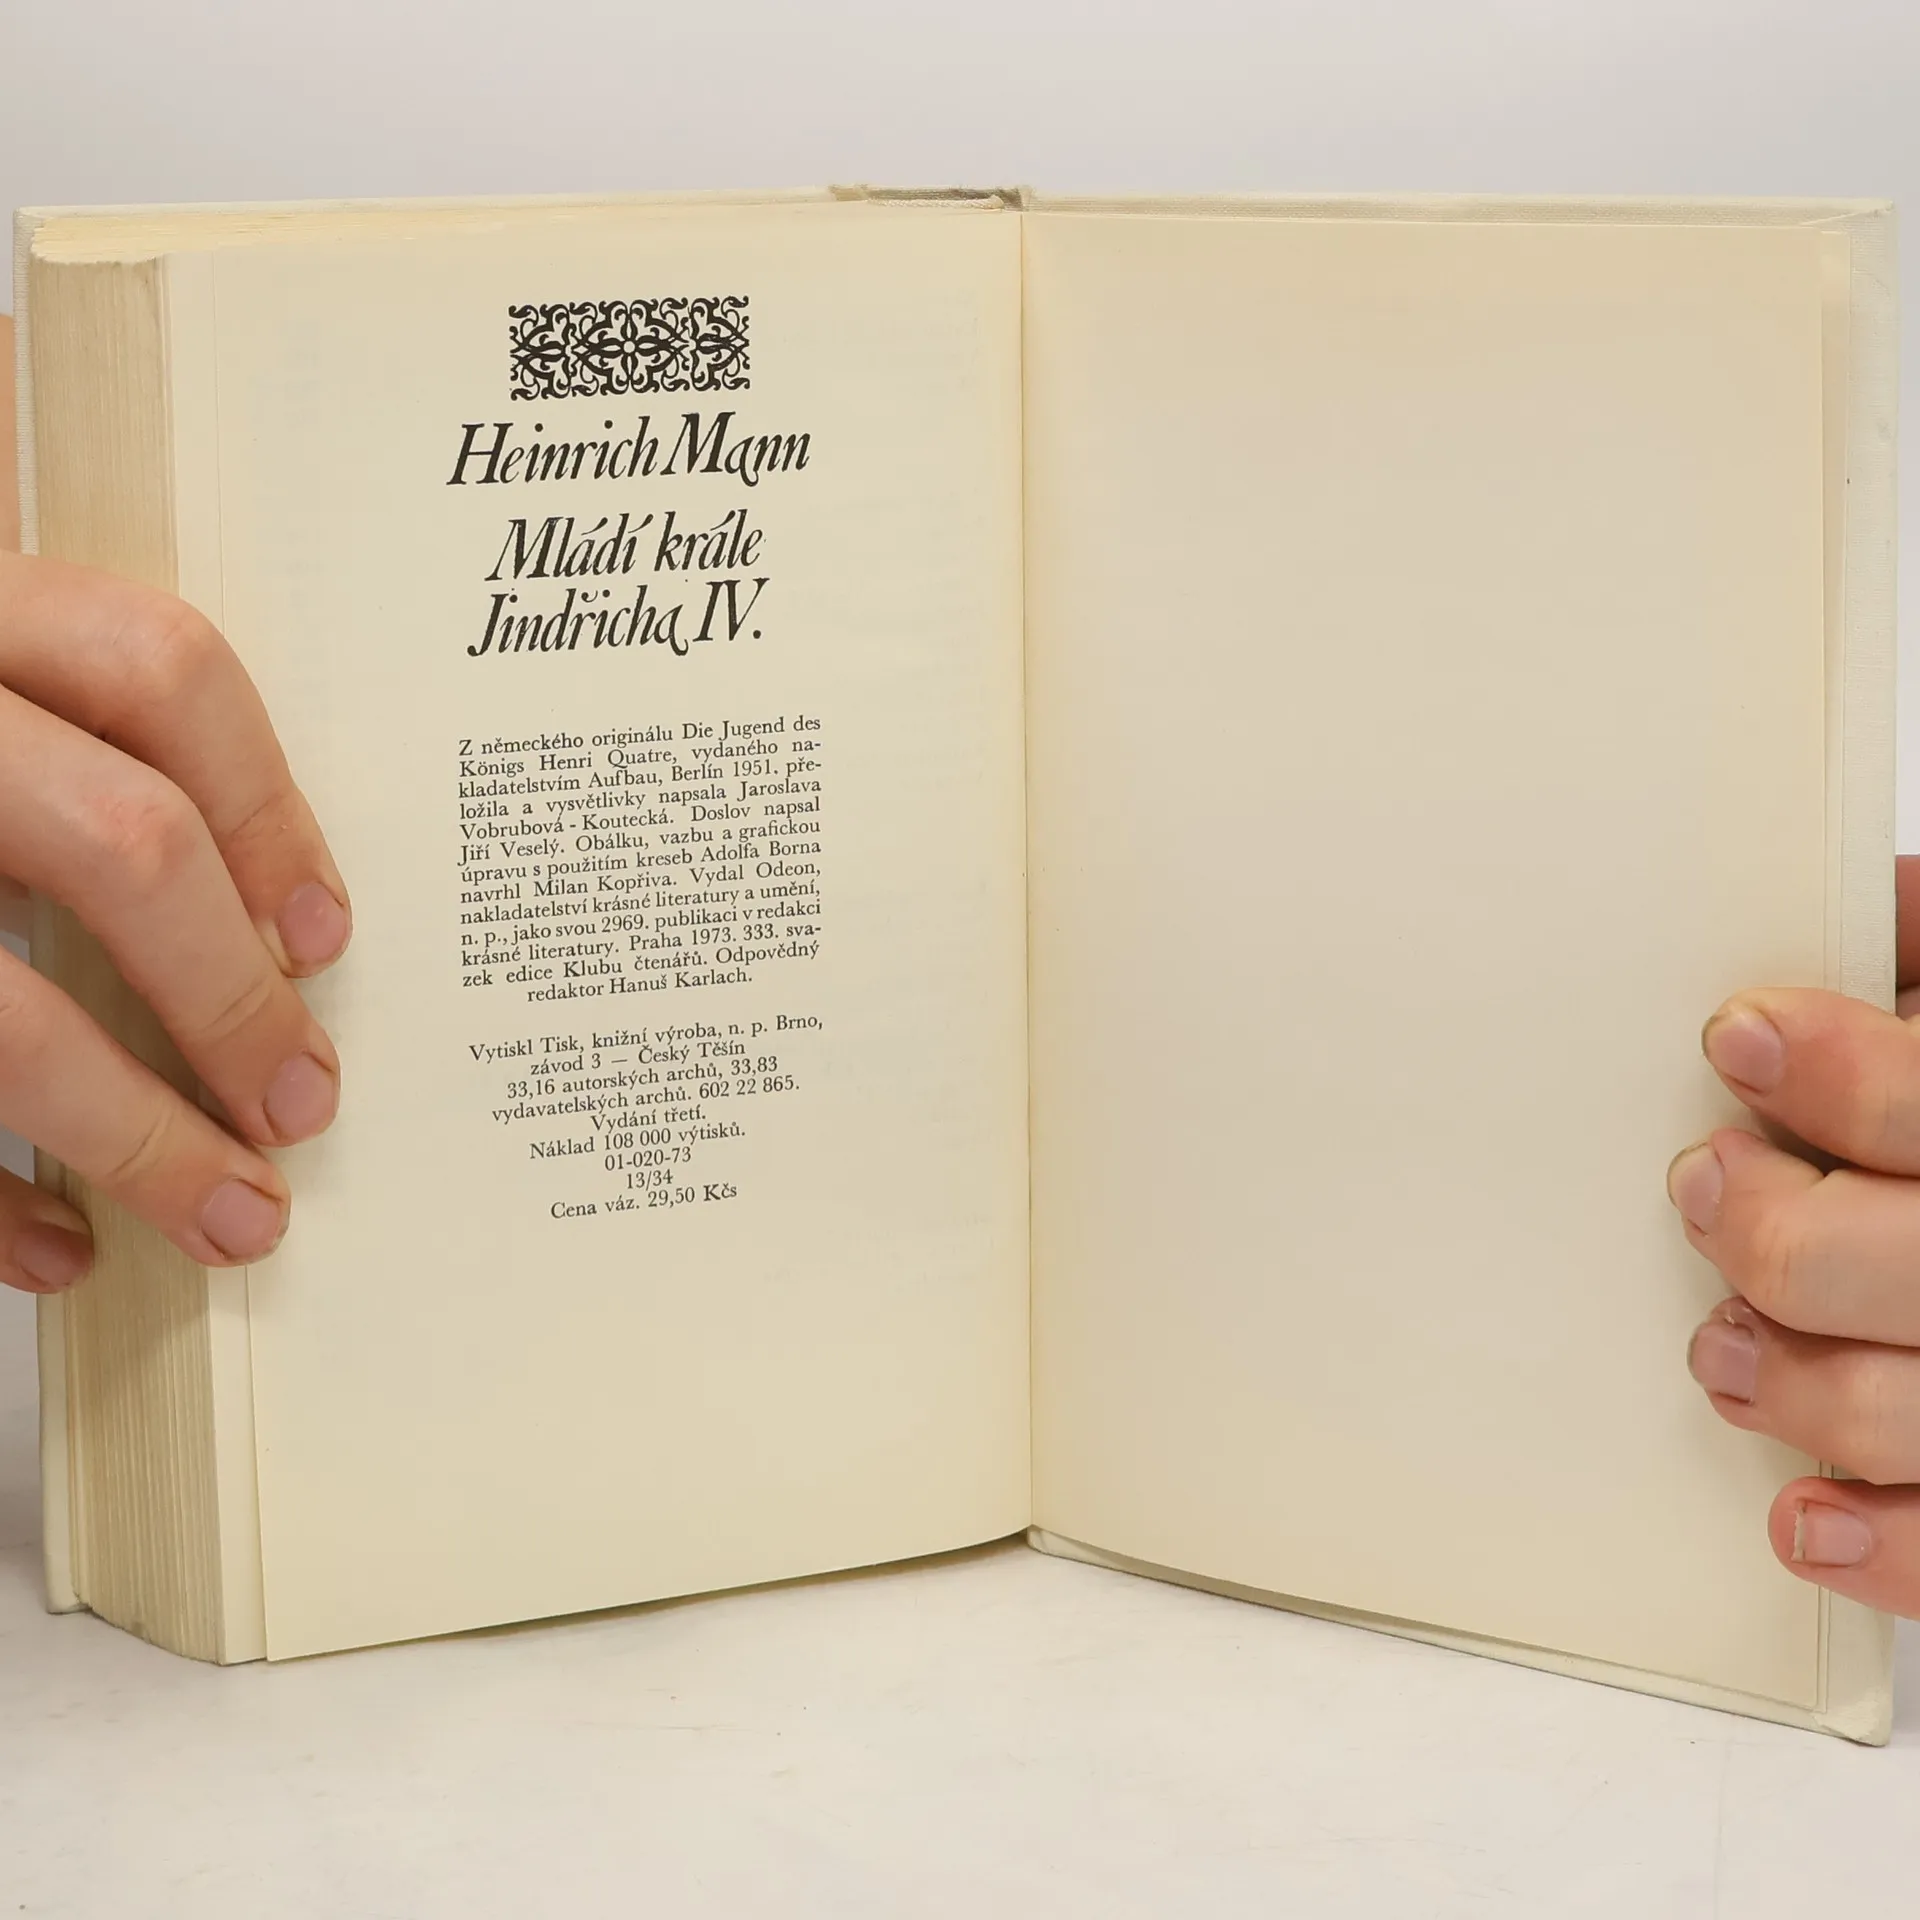 Heinrich Mann
Mládí krále
Jindřicha IV.
Z německého originálu Die Jugend des
Königs Henri Quatre, vydaného na-
kladatelstvím Aufbau, Berlín 1951. pře-
ložila a vysvětlivky napsala Jaroslava
Vobrubová - Koutecká. Doslov napsal
Jiří Veselý. Obálku, vazbu a grafickou
úpravu s použitím kreseb Adolfa Borna
navrhl Milan Kopřiva. Vydal Odeon,
nakladatelství krásné literatury a umění,
n. p., jako svou 2969. publikaci v redakci
krásné literatury. Praha 1973. 333. sva-
zek edice Klubu čtenářů. Odpovědný
redaktor Hanuš Karlach.
Vytiskl Tisk, knižní výroba, n. p. Brno,
závod 3 — Český Těšín
33,16 autorských archů, 33,83
vydavatelských archů. 602 22 865.
Vydání třetí.
Náklad 108 000 výtisků.
01-020-73
13/34
Cena váz. 29,50 Kčs